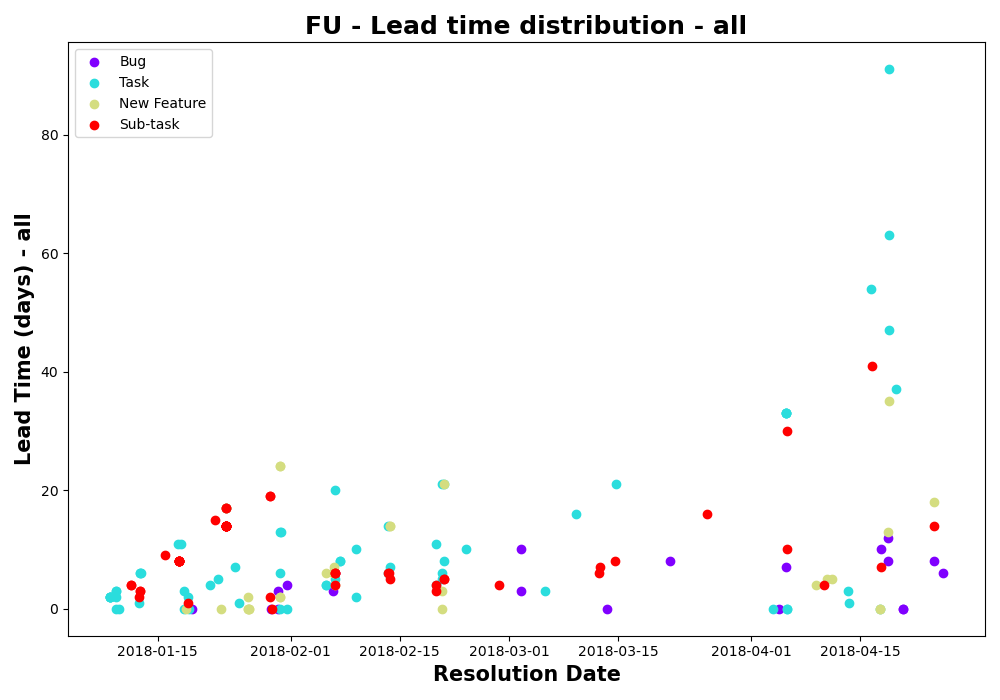 FU - Lead time distribution - all
Bug
Task
New Feature
Sub-task
Lead Time (days) - all
80
60
40
20
0
2018-01-15
2018-02-01
2018-02-15
2018-03-01
2018-03-15
2018-04-01
2018-04-15
Resolution Date